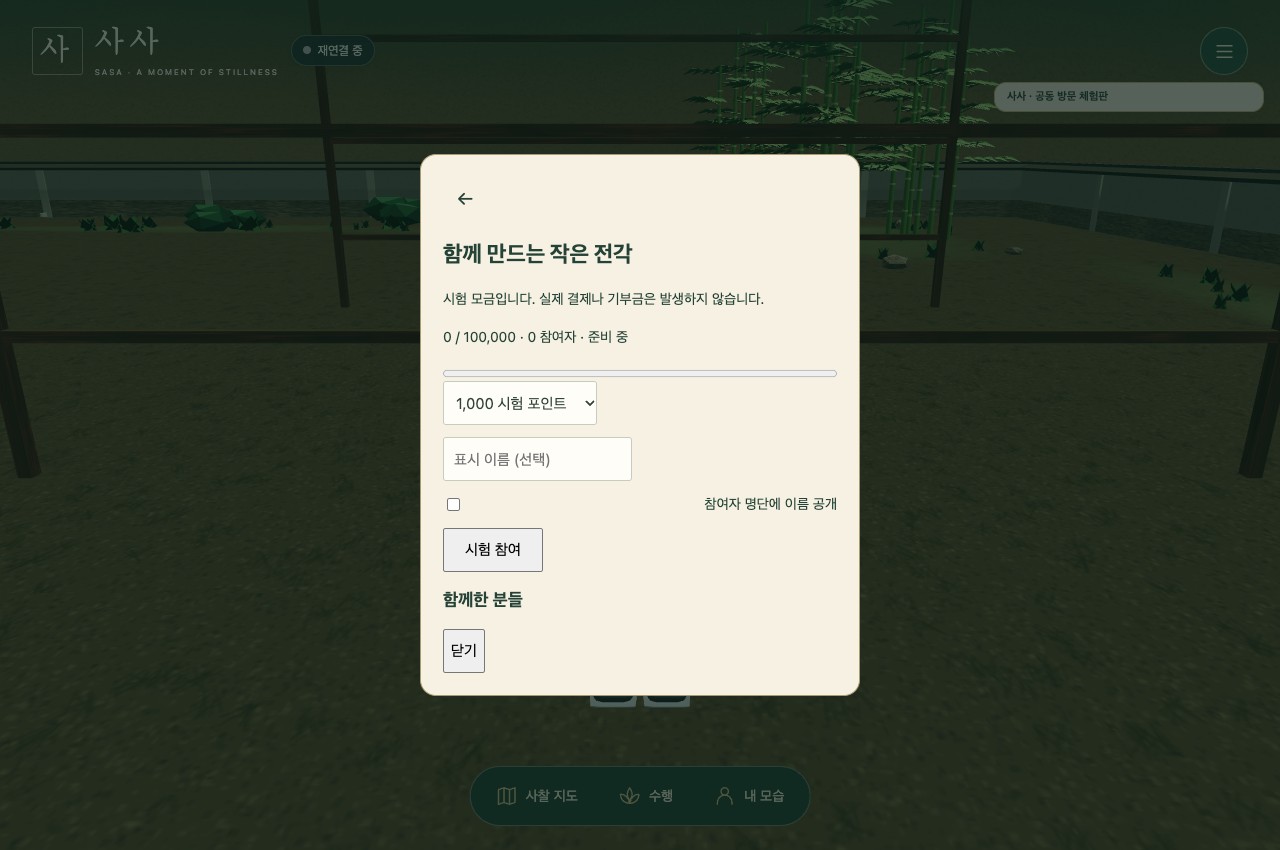 사
사사
SASA · A MOMENT OF STILLNESS
재연결 중
사사 · 공동 방문 체험판
함께 만드는 작은 전각
시험 모금입니다. 실제 결제나 기부금은 발생하지 않습니다.
0 / 100,000 · 0 참여자 · 준비 중
1,000 시험 포인트
표시 이름 (선택)
참여자 명단에 이름 공개
시험 참여
함께한 분들
닫기
사찰 지도
수행
내 모습